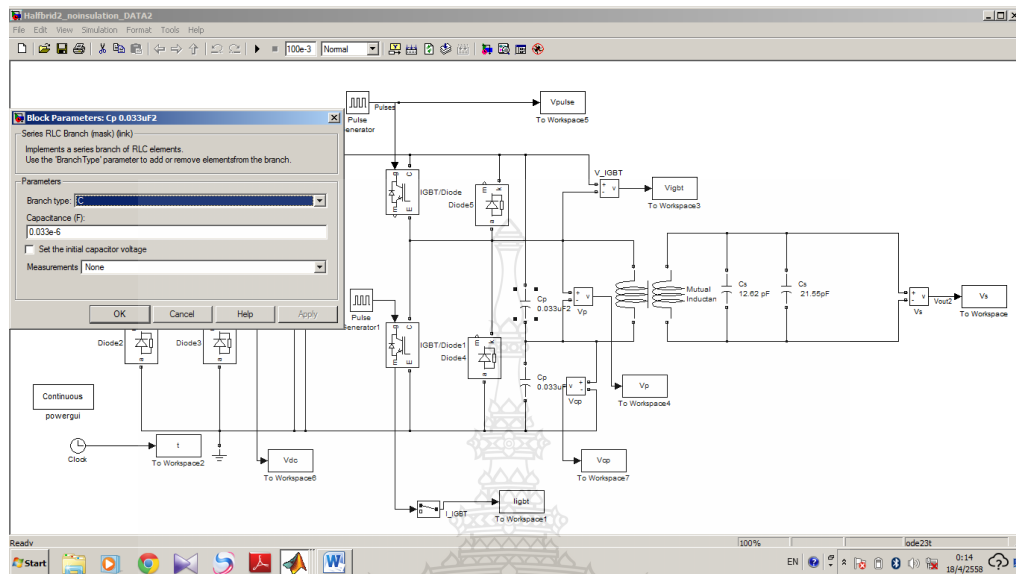 Halfbrid2_noinsulation_DATA2
File Edit View Simulation Format Tools Help
100e-3
Normal
Pulses
Pulse
enerator
Vpulse
To Workspace5
Block Parameters: Cp 0.033uF2
Series RLC Branch (mask) (link)
Implements a series branch of RLC elements.
Use the 'BranchType' parameter to add or remove elementsfrom the branch.
Parameters
Branch type: C
Capacitance (F):
0.033e-6
Set the initial capacitor voltage
Measurements None
OK Cancel Help Apply
g C
m E
IGBT/Diode
m k
a
Diode5
V_IGBT
+ - v
Vigbt
To Workspace3
Cp
0.033uF2
+ - v
Vp
Mutual
Inductan
Cs
12.62 pF
Cs
21.55pF
+ - v
Vs
Vout2
Vs
To Workspace
Pulse
enerator1
g C
m E
IGBT/Diode1
m k
a
Diode4
Diode2
a
Diode3
a
Cp
0.033u
v + -
Vcp
Vp
To Workspace4
Continuous
powergui
Clock
t
To Workspace2
Vdc
To Workspace6
Vcp
To Workspace7
I_IGBT
Iigbt
To Workspace1
Ready
100%
ode23t
Start
EN
0:14
18/4/2558